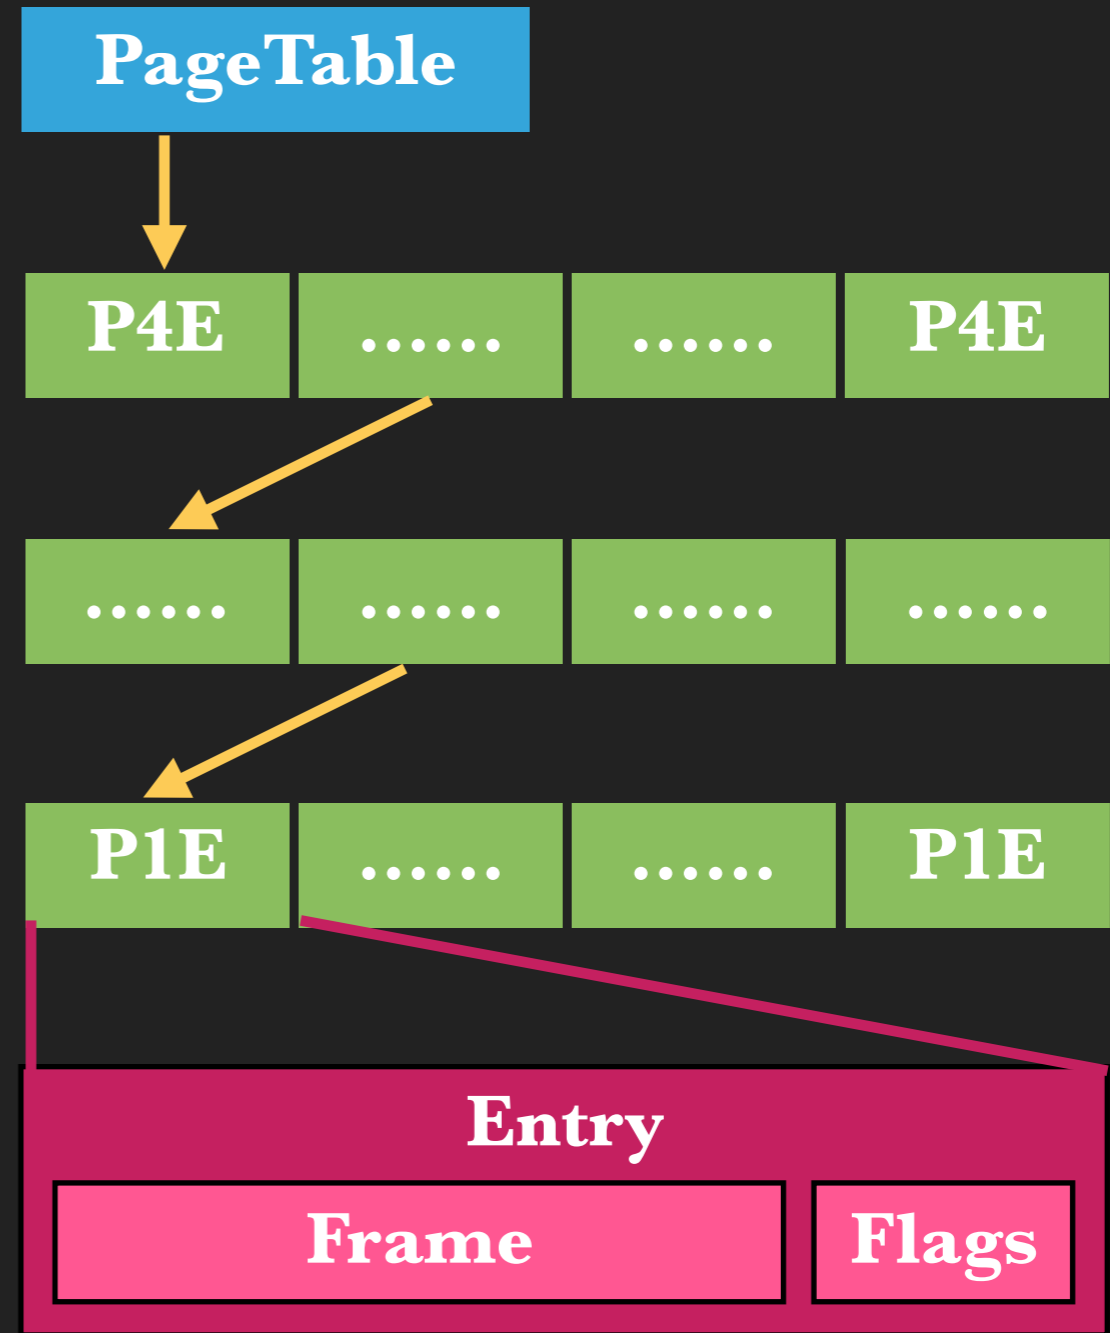 PageTable
P4E ...... ...... P4E
...... ...... ...... ......
P1E ...... ...... P1E
Entry
Frame Flags